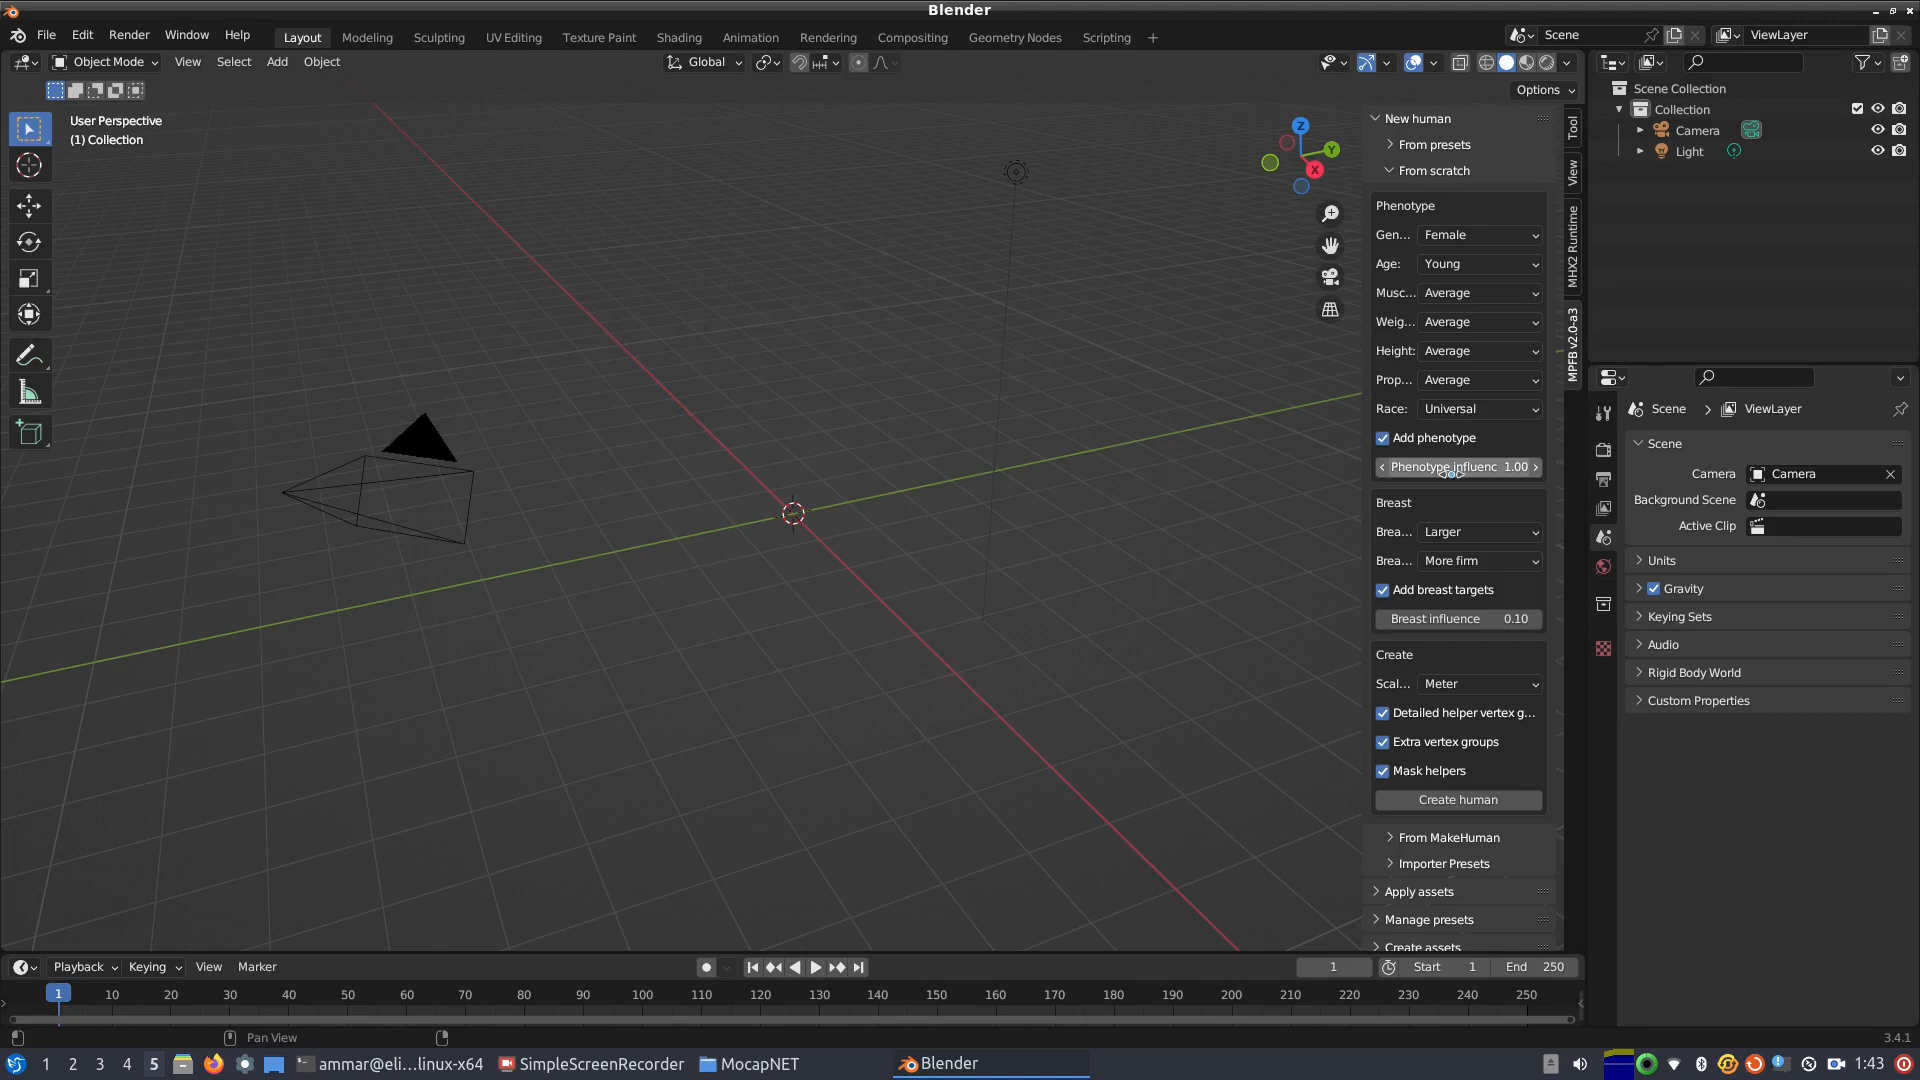 Blender
File Edit Render Window Help
Layout Modeling Sculpting UV Editing Texture Paint Shading Animation Rendering Compositing Geometry Nodes Scripting +
Scene
ViewLayer
Object Mode View Select Add Object
Global
Options
User Perspective
(1) Collection
Z
Y
X
New human
From presets
From scratch
Phenotype
Gen... Female
Age: Young
Musc... Average
Weig... Average
Height: Average
Prop... Average
Race: Universal
Add phenotype
Phenotype influenc 1.00
Breast
Brea... Larger
Brea... More firm
Add breast targets
Breast influence 0.10
Create
Scal... Meter
Detailed helper vertex g...
Extra vertex groups
Mask helpers
Create human
From MakeHuman
Importer Presets
Apply assets
Manage presets
Create assets
Tool
View
MHX2 Runtime
MPFB v2.0-a3
Scene Collection
Collection
Camera
Light
Scene > ViewLayer
Scene
Camera Camera
Background Scene
Active Clip
Units
Gravity
Keying Sets
Audio
Rigid Body World
Custom Properties
Playback Keying View Marker
1 Start 1 End 250
1 10 20 30 40 50 60 70 80 90 100 110 120 130 140 150 160 170 180 190 200 210 220 230 240 250
Pan View
3.4.1
1 2 3 4 5 ammar@eli...linux-x64 SimpleScreenRecorder MocapNET Blender 1:43